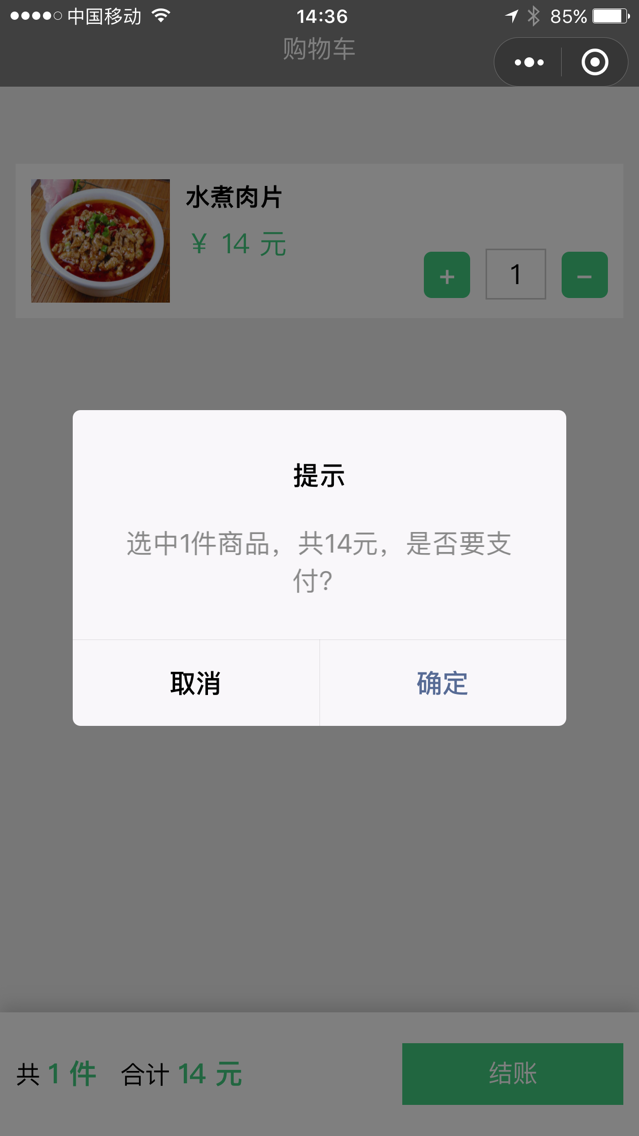 中国移动 14:36 85%
购物车
水煮肉片
¥ 14 元
+ 1 −
提示
选中1件商品，共14元，是否要支
付?
取消 确定
共 1 件 合计 14 元 结账